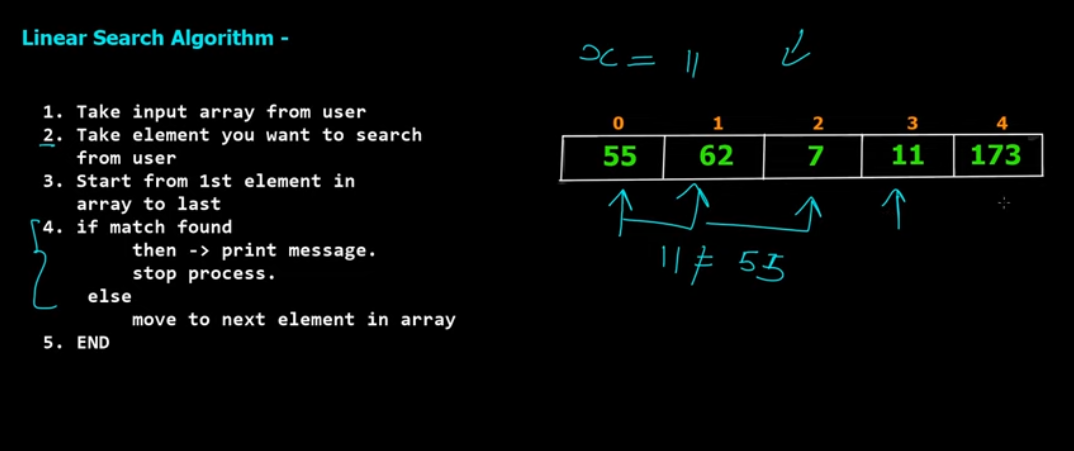 Linear Search Algorithm -
1. Take input array from user
2. Take element you want to search
from user
3. Start from 1st element in
array to last
4. if match found
then -> print message.
stop process.
else
move to next element in array
5. END
x = 11
0 1 2 3 4
55 62 7 11 173
11 ≠ 55